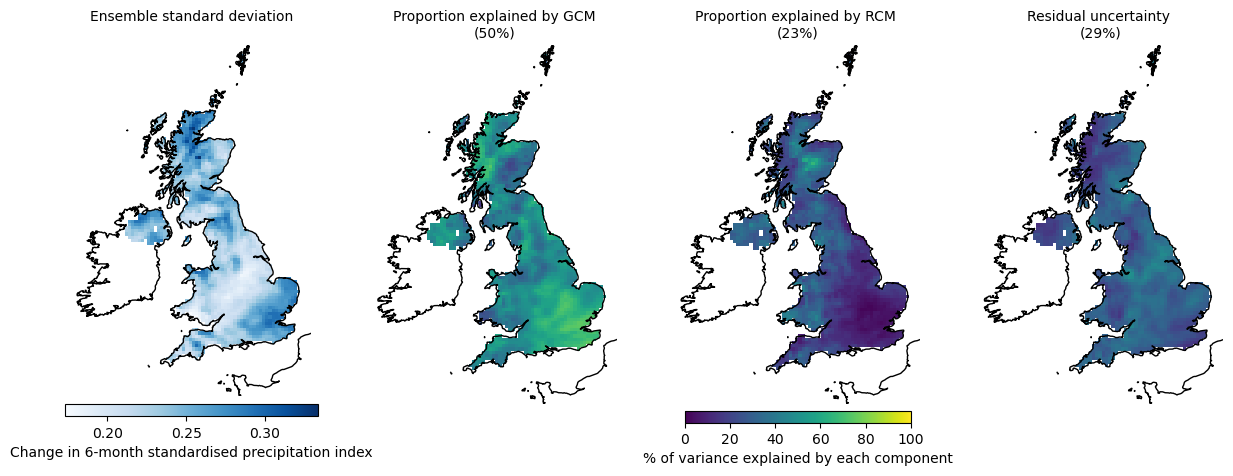 Ensemble standard deviation
Proportion explained by GCM
(50%)
Proportion explained by RCM
(23%)
Residual uncertainty
(29%)
0.20 0.25 0.30
Change in 6-month standardised precipitation index
0 20 40 60 80 100
% of variance explained by each component